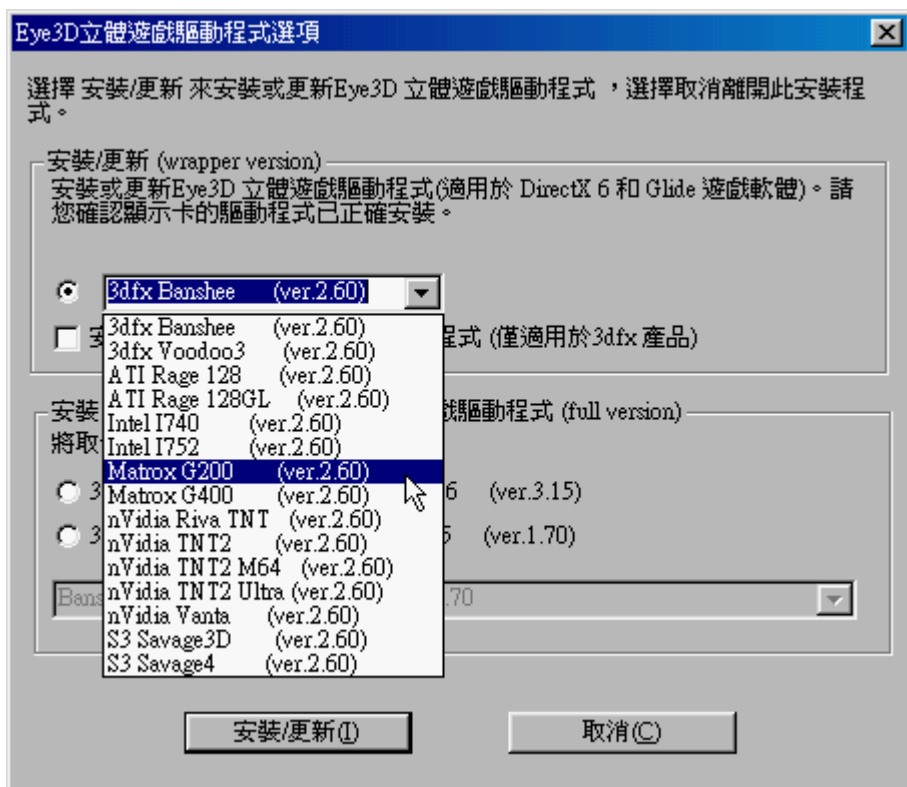 Eye3D立體遊戲驅動程式選項
選擇 安裝/更新 來安裝或更新Eye3D 立體遊戲驅動程式 ，選擇取消離開此安裝程
式。
安裝/更新 (wrapper version)
安裝或更新Eye3D 立體遊戲驅動程式(適用於 DirectX 6 和 Glide 遊戲軟體)。請
您確認顯示卡的驅動程式已正確安裝。
3dfx Banshee (ver.2.60)
3dfx Banshee (ver.2.60)
3dfx Voodoo3 (ver.2.60)
ATI Rage 128 (ver.2.60)
ATI Rage 128GL (ver.2.60)
Intel I740 (ver.2.60)
Intel I752 (ver.2.60)
Matrox G200 (ver.2.60)
Matrox G400 (ver.2.60)
nVidia Riva TNT (ver.2.60)
nVidia TNT2 (ver.2.60)
nVidia TNT2 M64 (ver.2.60)
nVidia TNT2 Ultra (ver.2.60)
nVidia Vanta (ver.2.60)
S3 Savage3D (ver.2.60)
S3 Savage4 (ver.2.60)
程式 (僅適用於3dfx 產品)
安裝 戲驅動程式 (full version)
將取
3 6 (ver.3.15)
3 (ver.1.70)
Bans .70
安裝/更新(I)
取消(C)